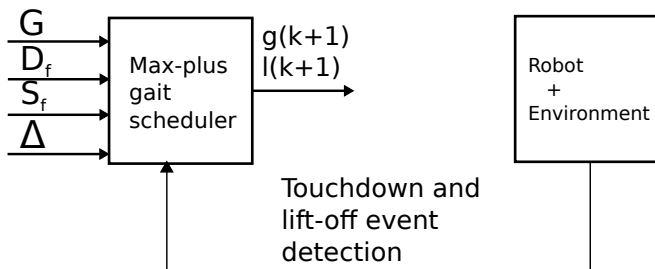 G
D_f
S_f
Δ
Max-plus
gait
scheduler
g(k+1)
l(k+1)
Robot
+
Environment
Touchdown and
lift-off event
detection